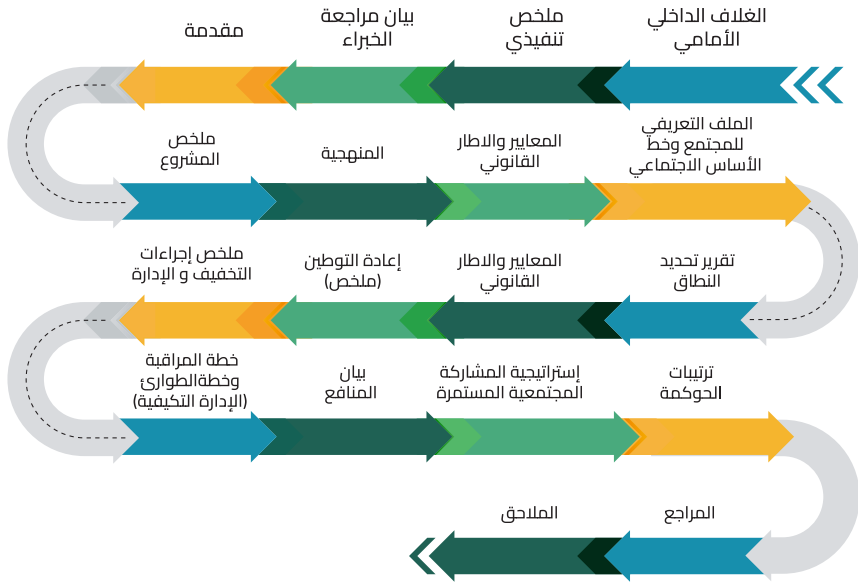 الغلاف الداخلي
الأمامي
ملخص
تنفيذي
بيان مراجعة
الخبراء
مقدمة
ملخص
المشروع
المنهجية
المعايير والاطار
القانوني
الملف التعريفي
للمجتمع وخط
الأساس الاجتماعي
تقرير تحديد
النطاق
المعايير والاطار
القانوني
إعادة التوطين
(ملخص)
ملخص إجراءات
التخفيف و الإدارة
خطة المراقبة
وخطةالطوارئ
(الإدارة التكيفية)
بيان
المنافع
إستراتيجية المشاركة
المجتمعية المستمرة
ترتيبات
الحوكمة
المراجع
الملاحق